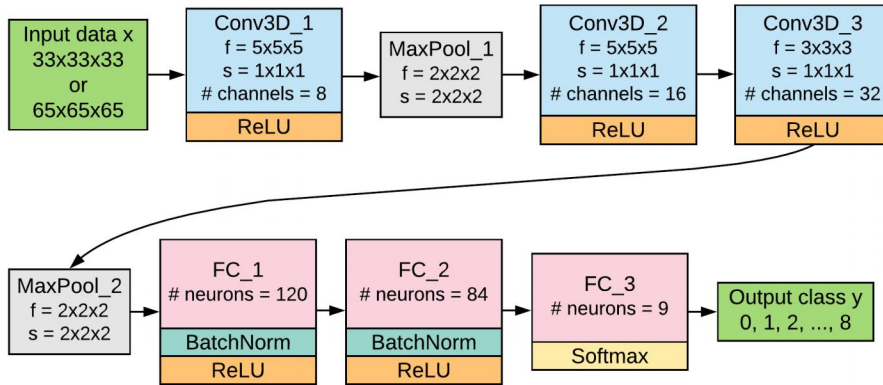 Input data x
33x33x33
or
65x65x65
Conv3D_1
f = 5x5x5
s = 1x1x1
# channels = 8
ReLU
MaxPool_1
f = 2x2x2
s = 2x2x2
Conv3D_2
f = 5x5x5
s = 1x1x1
# channels = 16
ReLU
Conv3D_3
f = 3x3x3
s = 1x1x1
# channels = 32
ReLU
MaxPool_2
f = 2x2x2
s = 2x2x2
FC_1
# neurons = 120
BatchNorm
ReLU
FC_2
# neurons = 84
BatchNorm
ReLU
FC_3
# neurons = 9
Softmax
Output class y
0, 1, 2, ..., 8